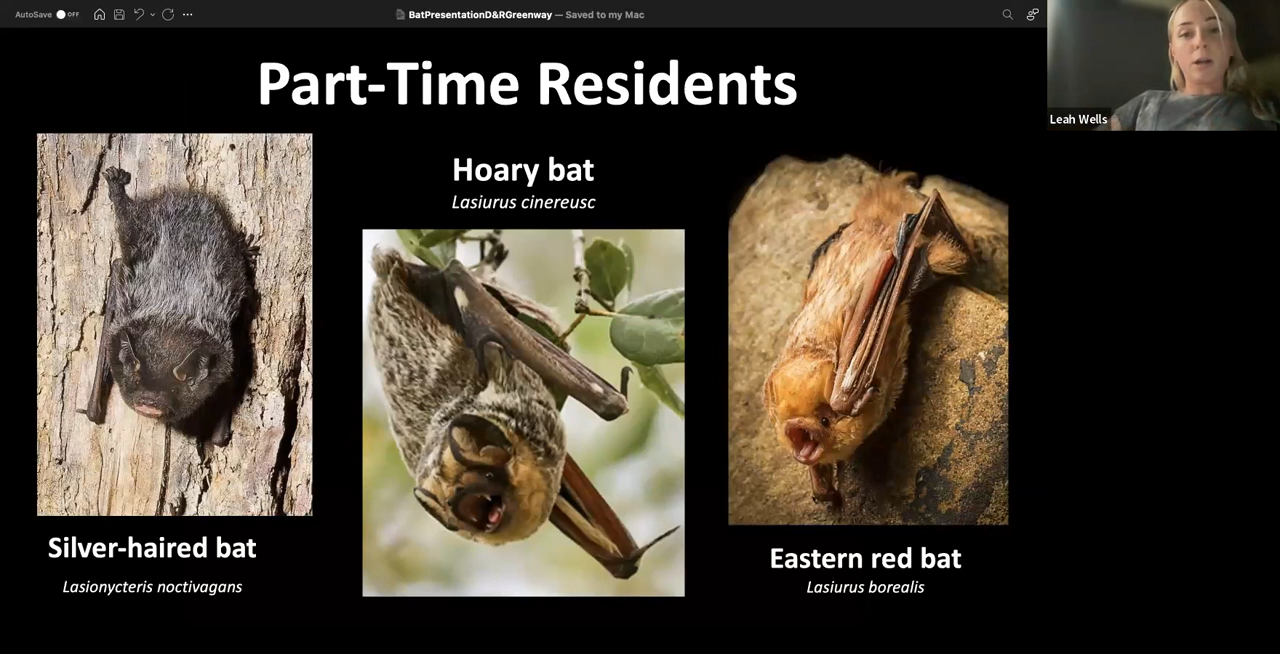 AutoSave OFF
BatPresentationD&RGreenway — Saved to my Mac
Leah Wells
Part-Time Residents
Hoary bat
Lasiurus cinereusc
Silver-haired bat
Lasionycteris noctivagans
Eastern red bat
Lasiurus borealis